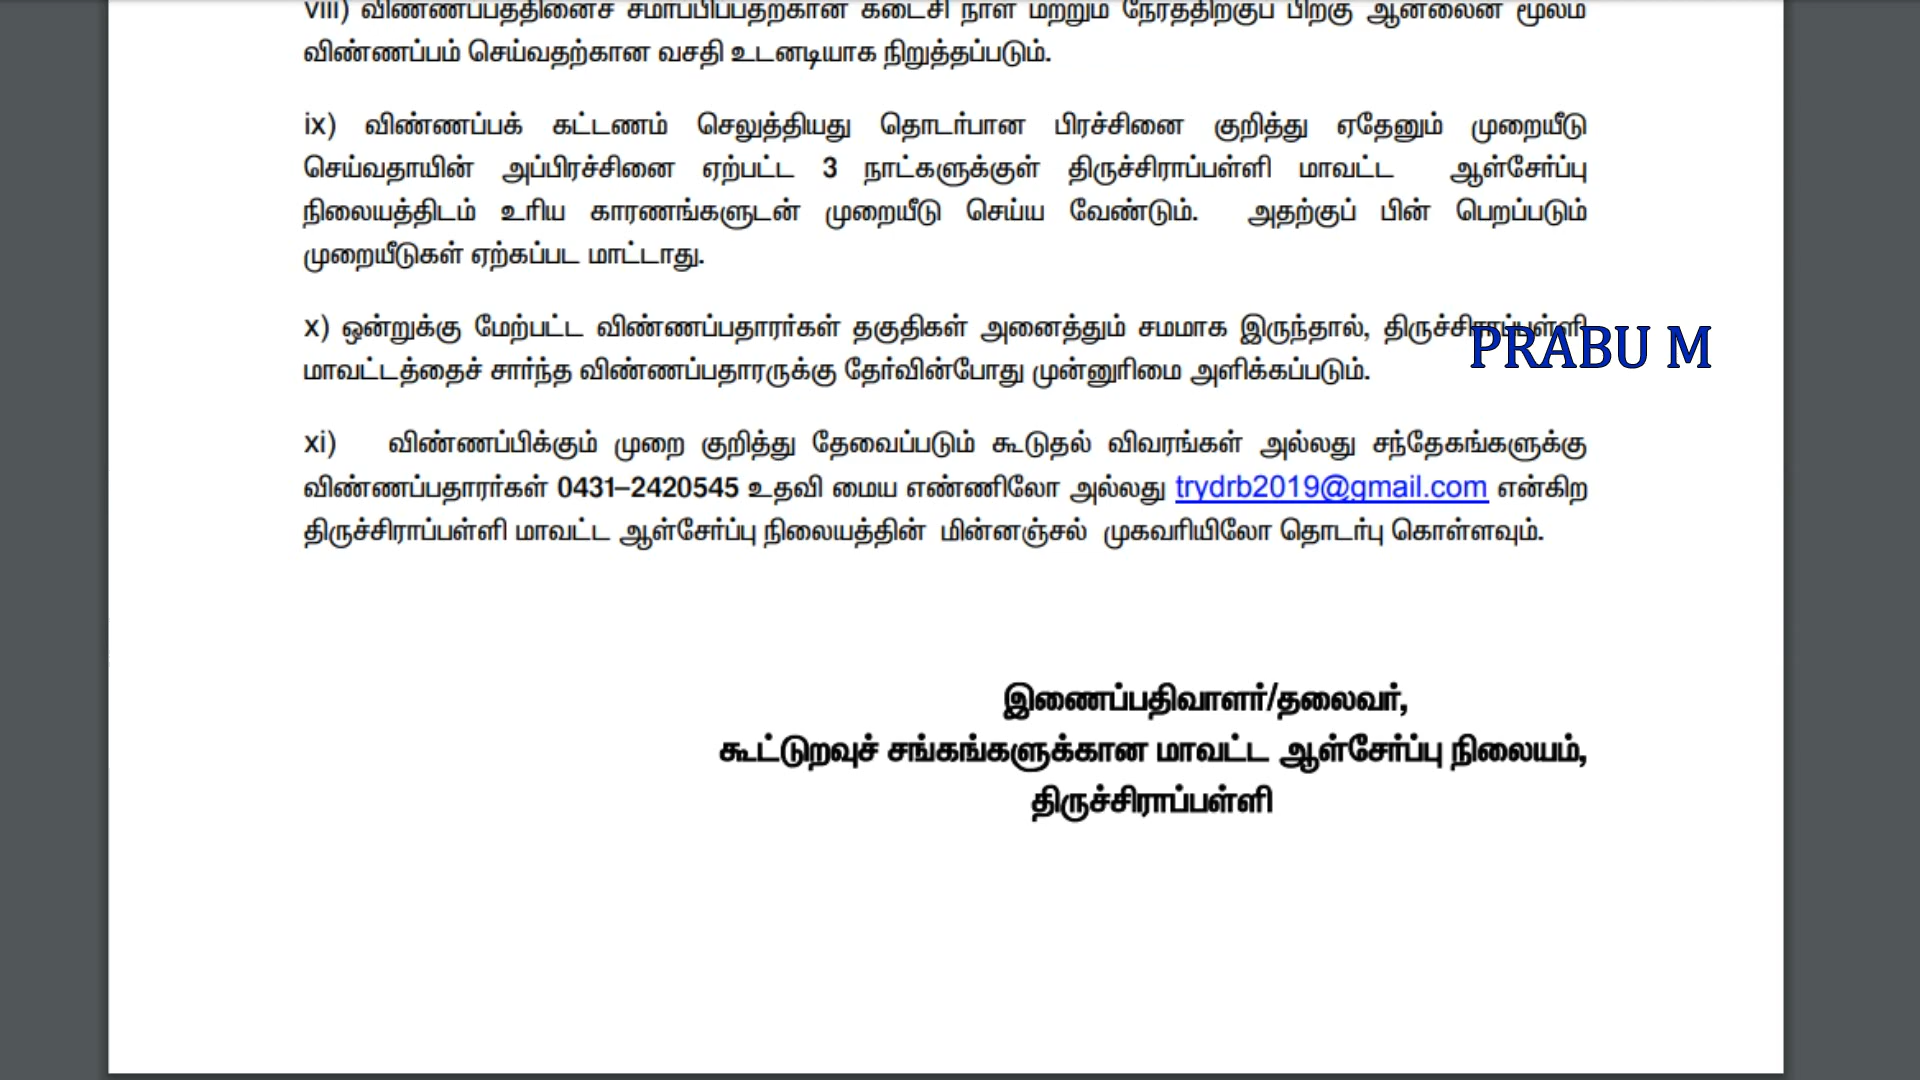 viii) விண்ணப்பத்தினைச் சமர்ப்பிப்பதற்கான கடைசி நாள் மற்றும் நேரத்திற்குப் பிறகு ஆன்லைன் மூலம்
விண்ணப்பம் செய்வதற்கான வசதி உடனடியாக நிறுத்தப்படும்.
ix) விண்ணப்பக் கட்டணம் செலுத்தியது தொடர்பான பிரச்சினை குறித்து ஏதேனும் முறையீடு
செய்வதாயின் அப்பிரச்சினை ஏற்பட்ட 3 நாட்களுக்குள் திருச்சிராப்பள்ளி மாவட்ட ஆள்சேர்ப்பு
நிலையத்திடம் உரிய காரணங்களுடன் முறையீடு செய்ய வேண்டும். அதற்குப் பின் பெறப்படும்
முறையீடுகள் ஏற்கப்பட மாட்டாது.
x) ஒன்றுக்கு மேற்பட்ட விண்ணப்பதாரர்கள் தகுதிகள் அனைத்தும் சமமாக இருந்தால், திருச்சிராப்பள்ளி
PRABU M
மாவட்டத்தைச் சார்ந்த விண்ணப்பதாரருக்கு தேர்வின்போது முன்னுரிமை அளிக்கப்படும்.
xi) விண்ணப்பிக்கும் முறை குறித்து தேவைப்படும் கூடுதல் விவரங்கள் அல்லது சந்தேகங்களுக்கு
விண்ணப்பதாரர்கள் 0431–2420545 உதவி மைய எண்ணிலோ அல்லது trydrb2019@gmail.com என்கிற
திருச்சிராப்பள்ளி மாவட்ட ஆள்சேர்ப்பு நிலையத்தின் மின்னஞ்சல் முகவரியிலோ தொடர்பு கொள்ளவும்.
இணைப்பதிவாளர்/தலைவர்,
கூட்டுறவுச் சங்கங்களுக்கான மாவட்ட ஆள்சேர்ப்பு நிலையம்,
திருச்சிராப்பள்ளி